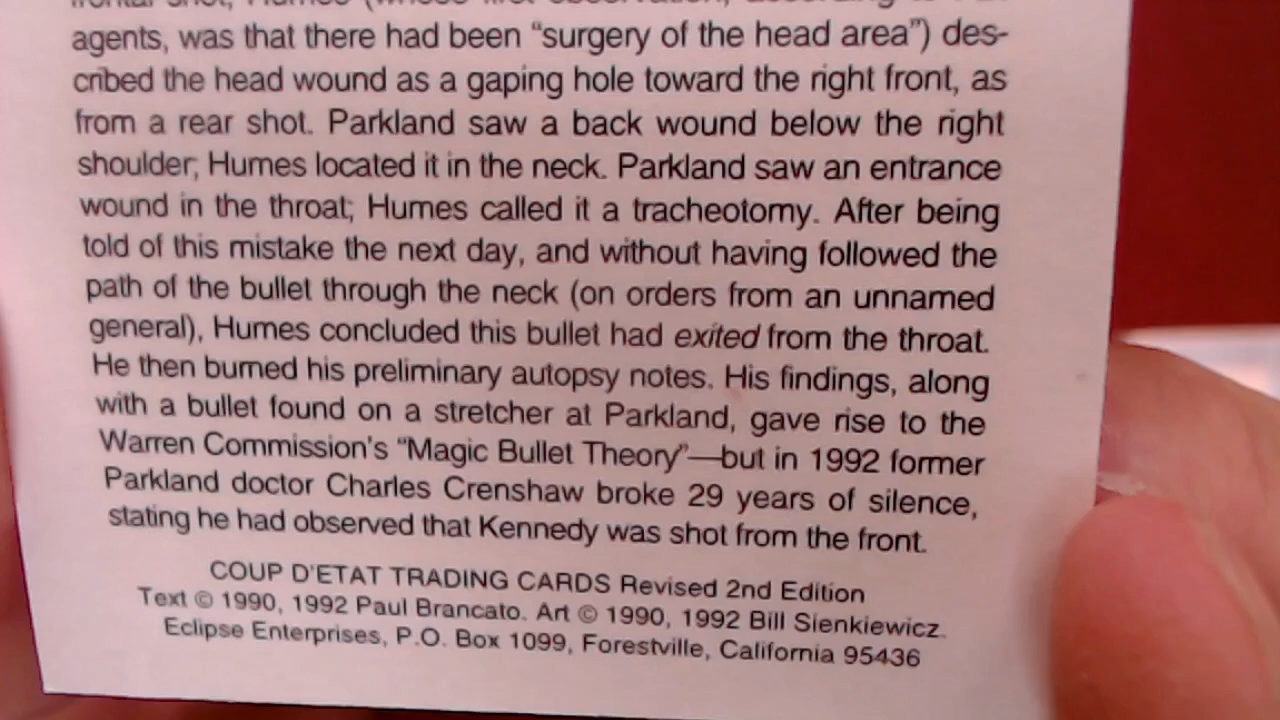 frontal shot, Humes (whose first observation, according to
agents, was that there had been “surgery of the head area”) des-
cribed the head wound as a gaping hole toward the right front, as
from a rear shot. Parkland saw a back wound below the right
shoulder; Humes located it in the neck. Parkland saw an entrance
wound in the throat; Humes called it a tracheotomy. After being
told of this mistake the next day, and without having followed the
path of the bullet through the neck (on orders from an unnamed
general), Humes concluded this bullet had exited from the throat.
He then burned his preliminary autopsy notes. His findings, along
with a bullet found on a stretcher at Parkland, gave rise to the
Warren Commission's “Magic Bullet Theory”—but in 1992 former
Parkland doctor Charles Crenshaw broke 29 years of silence,
stating he had observed that Kennedy was shot from the front.
COUP D'ETAT TRADING CARDS Revised 2nd Edition
Text © 1990, 1992 Paul Brancato. Art © 1990, 1992 Bill Sienkiewicz.
Eclipse Enterprises, P.O. Box 1099, Forestville, California 95436